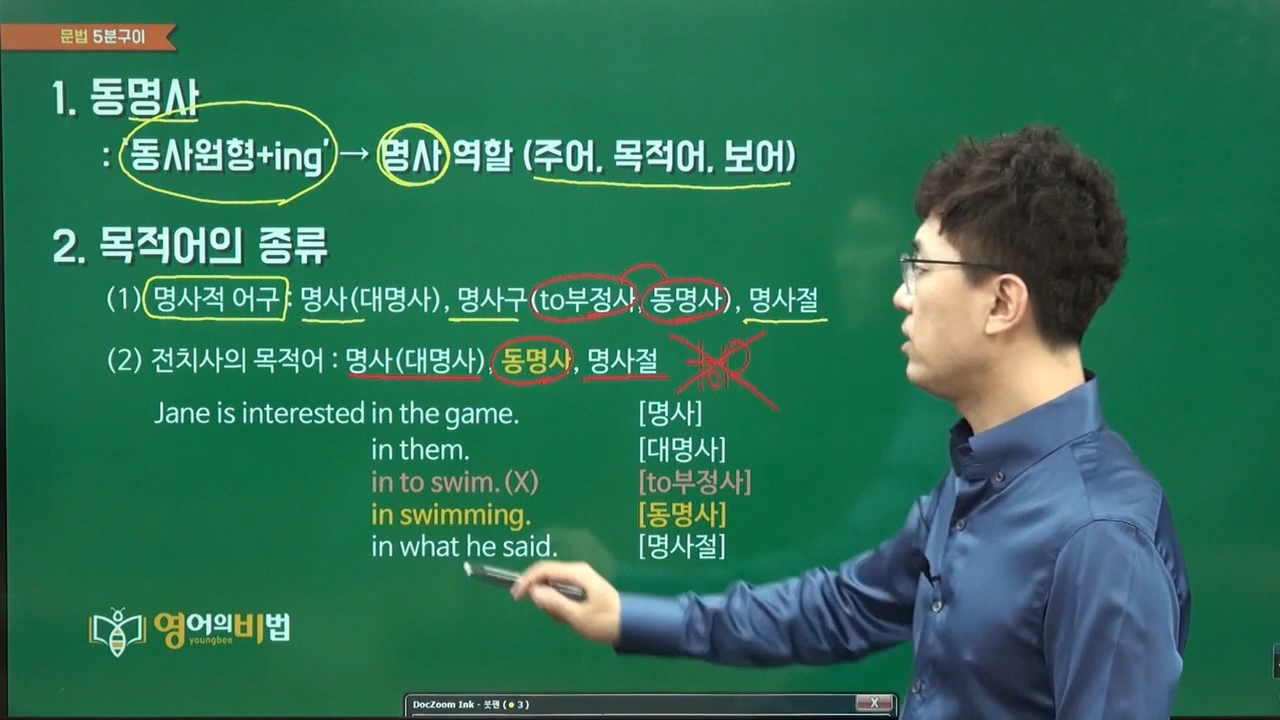 문법 5분구이
1. 동명사
: '동사원형+ing' → 명사 역할 (주어, 목적어, 보어)
2. 목적어의 종류
(1) 명사적 어구 : 명사(대명사), 명사구(to부정사, 동명사), 명사절
(2) 전치사의 목적어 : 명사(대명사), 동명사, 명사절
Jane is interested in the game. [명사]
in them. [대명사]
in to swim. (X) [to부정사]
in swimming. [동명사]
in what he said. [명사절]
영어의비법
youngbee
DocZoom Ink - 붓펜 ( 3 ) X